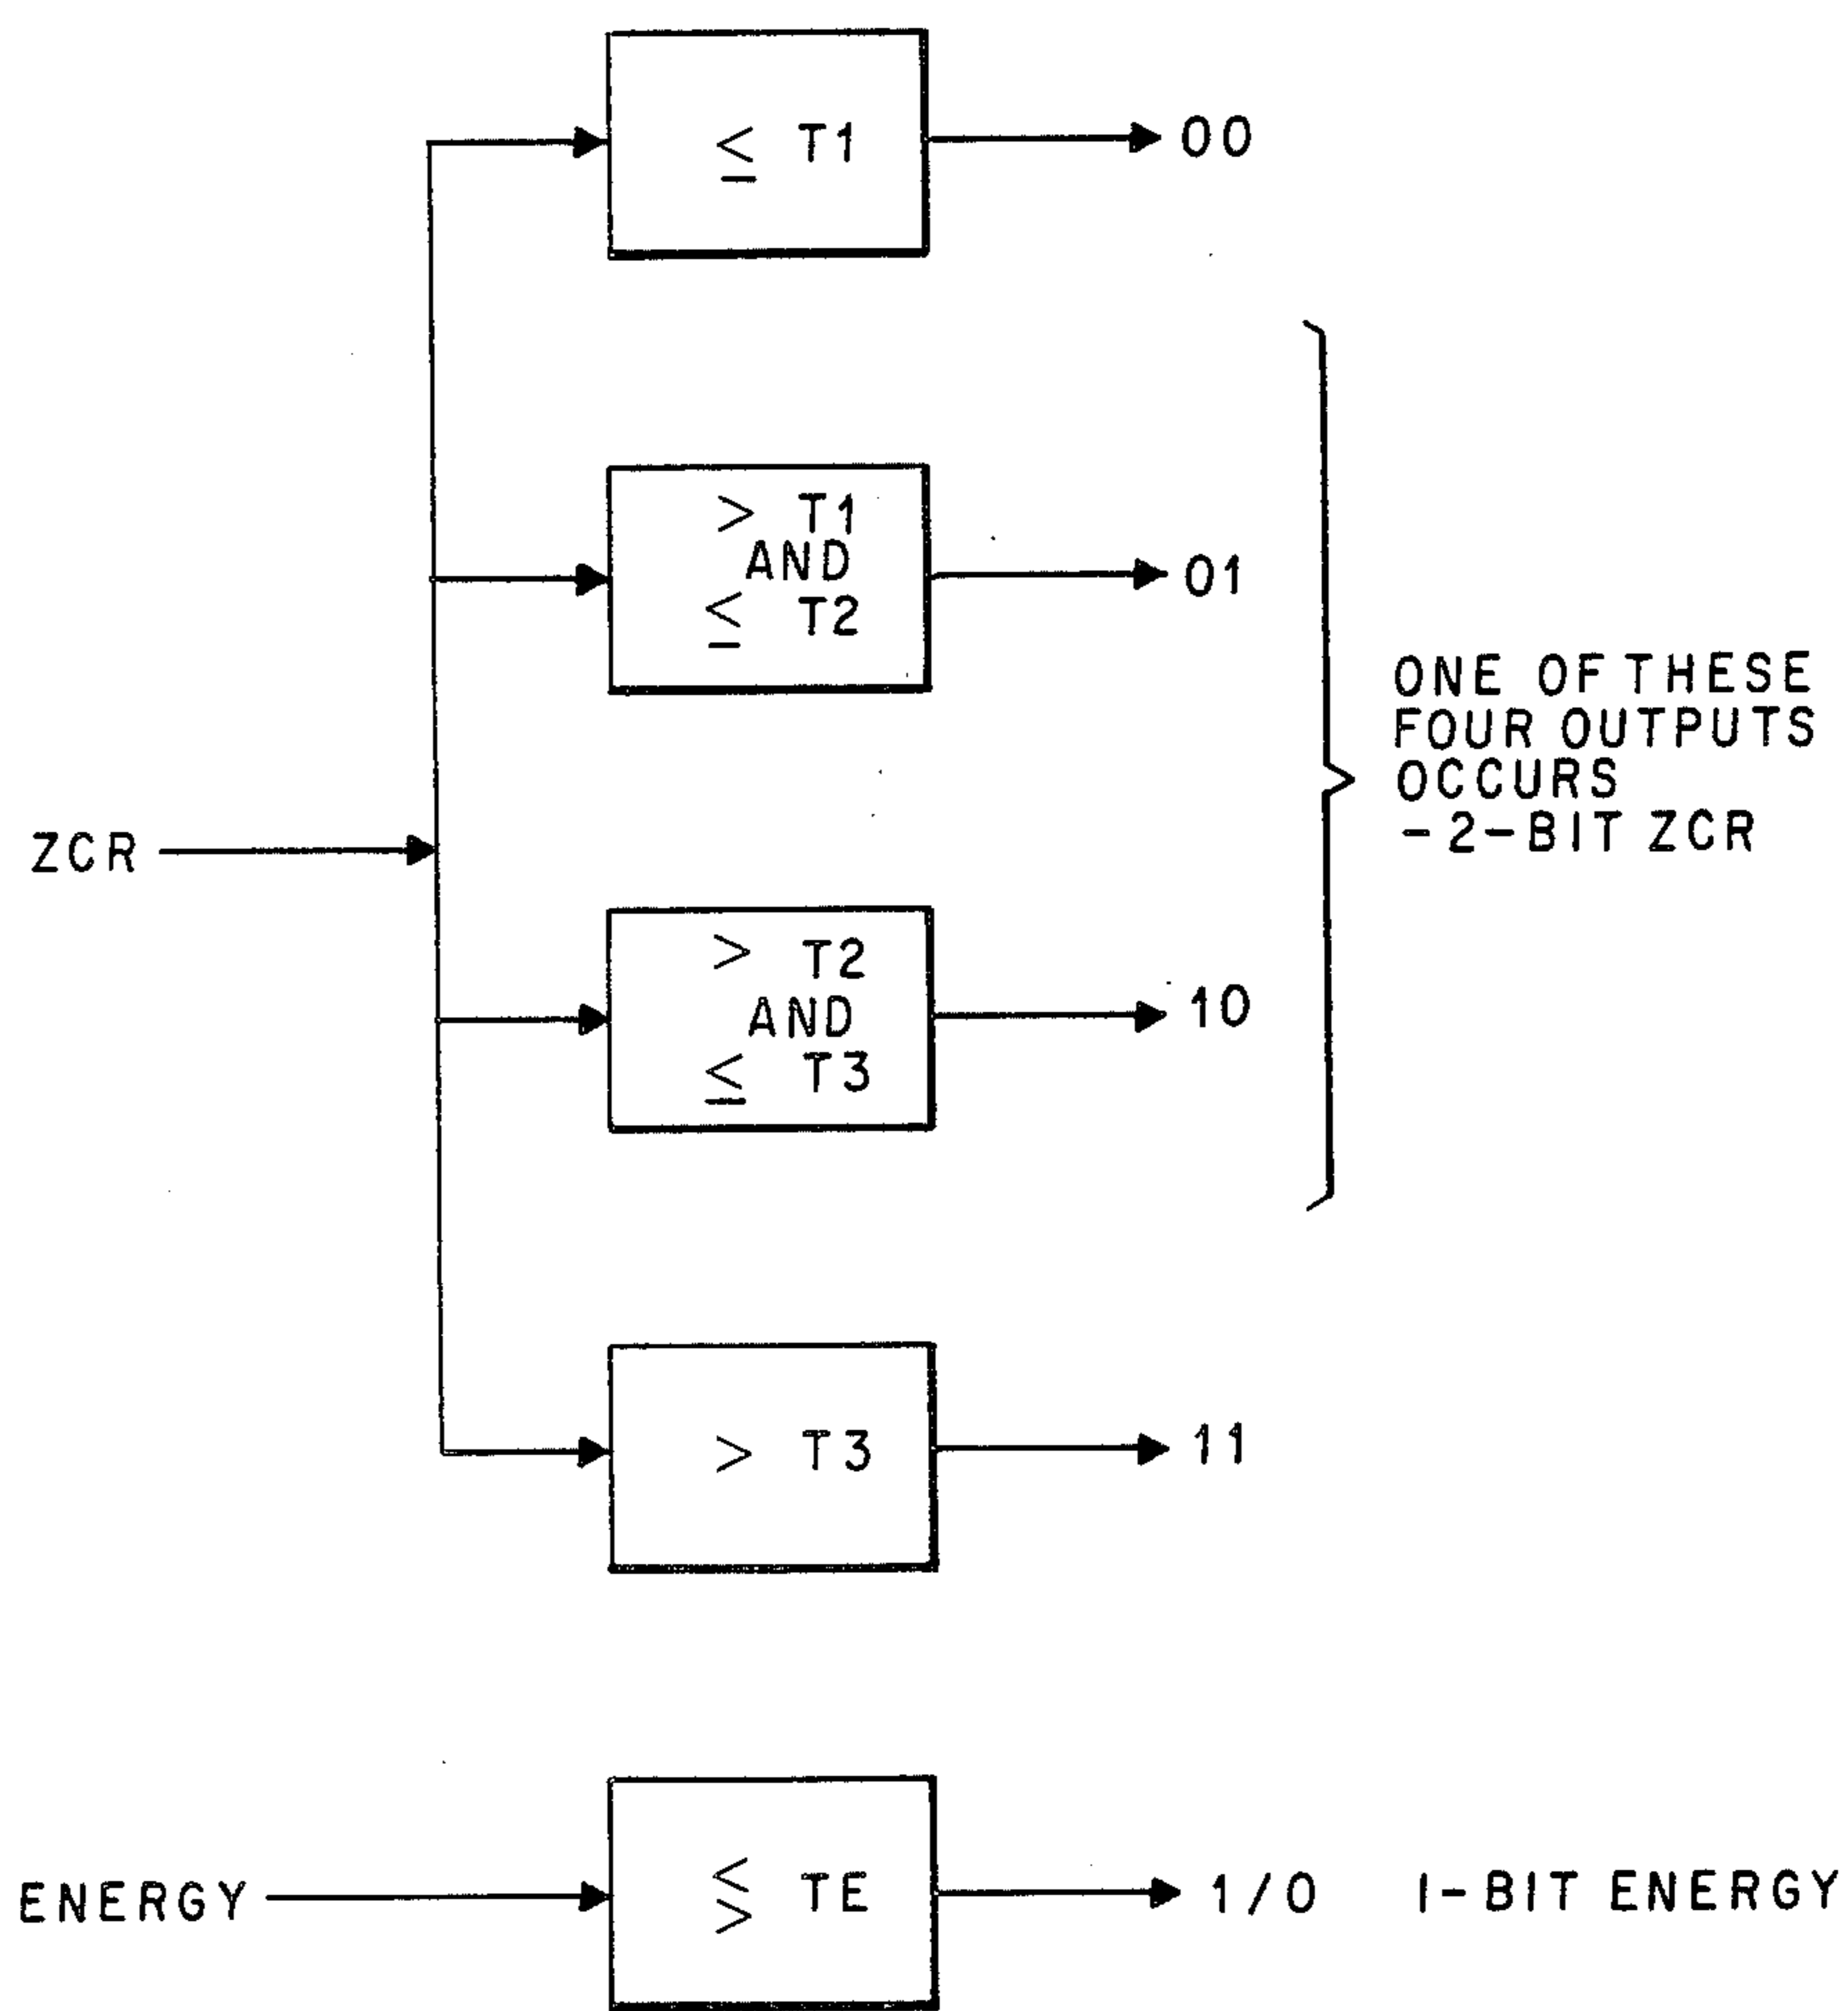 ≤ T1
00
> T1
AND
≤ T2
01
ONE OF THESE
FOUR OUTPUTS
OCCURS
-2-BIT ZCR
ZCR
> T2
AND
≤ T3
10
> T3
11
ENERGY
<
> TE
1/0
1-BIT ENERGY